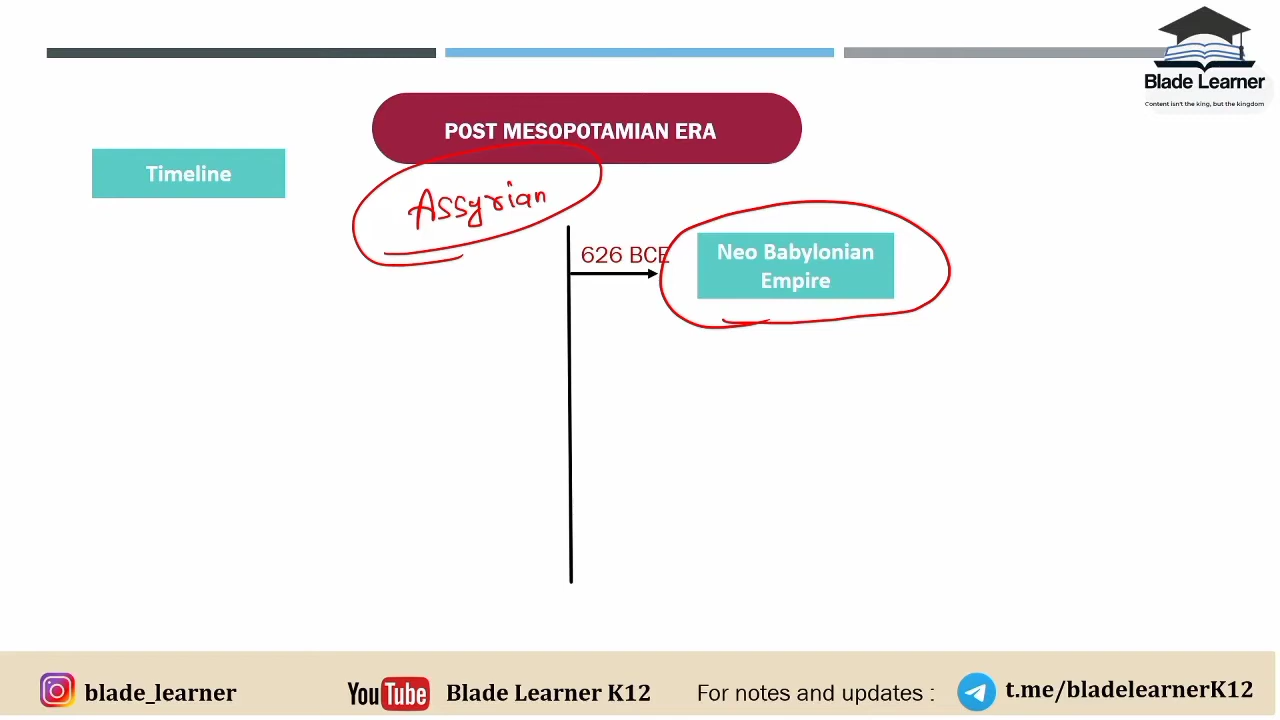 Blade Learner
Content isn't the king, but the kingdom
POST MESOPOTAMIAN ERA
Timeline
Assyrian
626 BCE
Neo Babylonian
Empire
blade_learner
YouTube
Blade Learner K12
For notes and updates :
t.me/bladelearnerK12